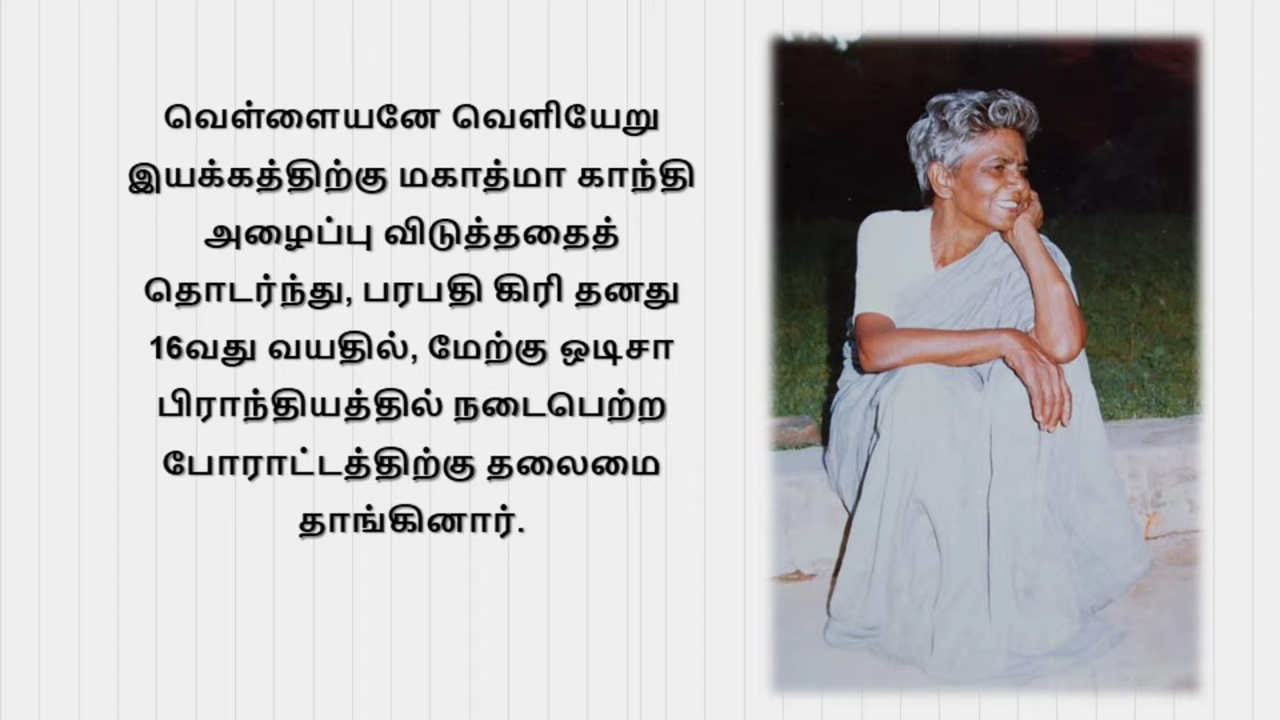 வெள்ளையனே வெளியேறு
இயக்கத்திற்கு மகாத்மா காந்தி
அழைப்பு விடுத்ததைத்
தொடர்ந்து, பரபதி கிரி தனது
16வது வயதில், மேற்கு ஒடிசா
பிராந்தியத்தில் நடைபெற்ற
போராட்டத்திற்கு தலைமை
தாங்கினார்.